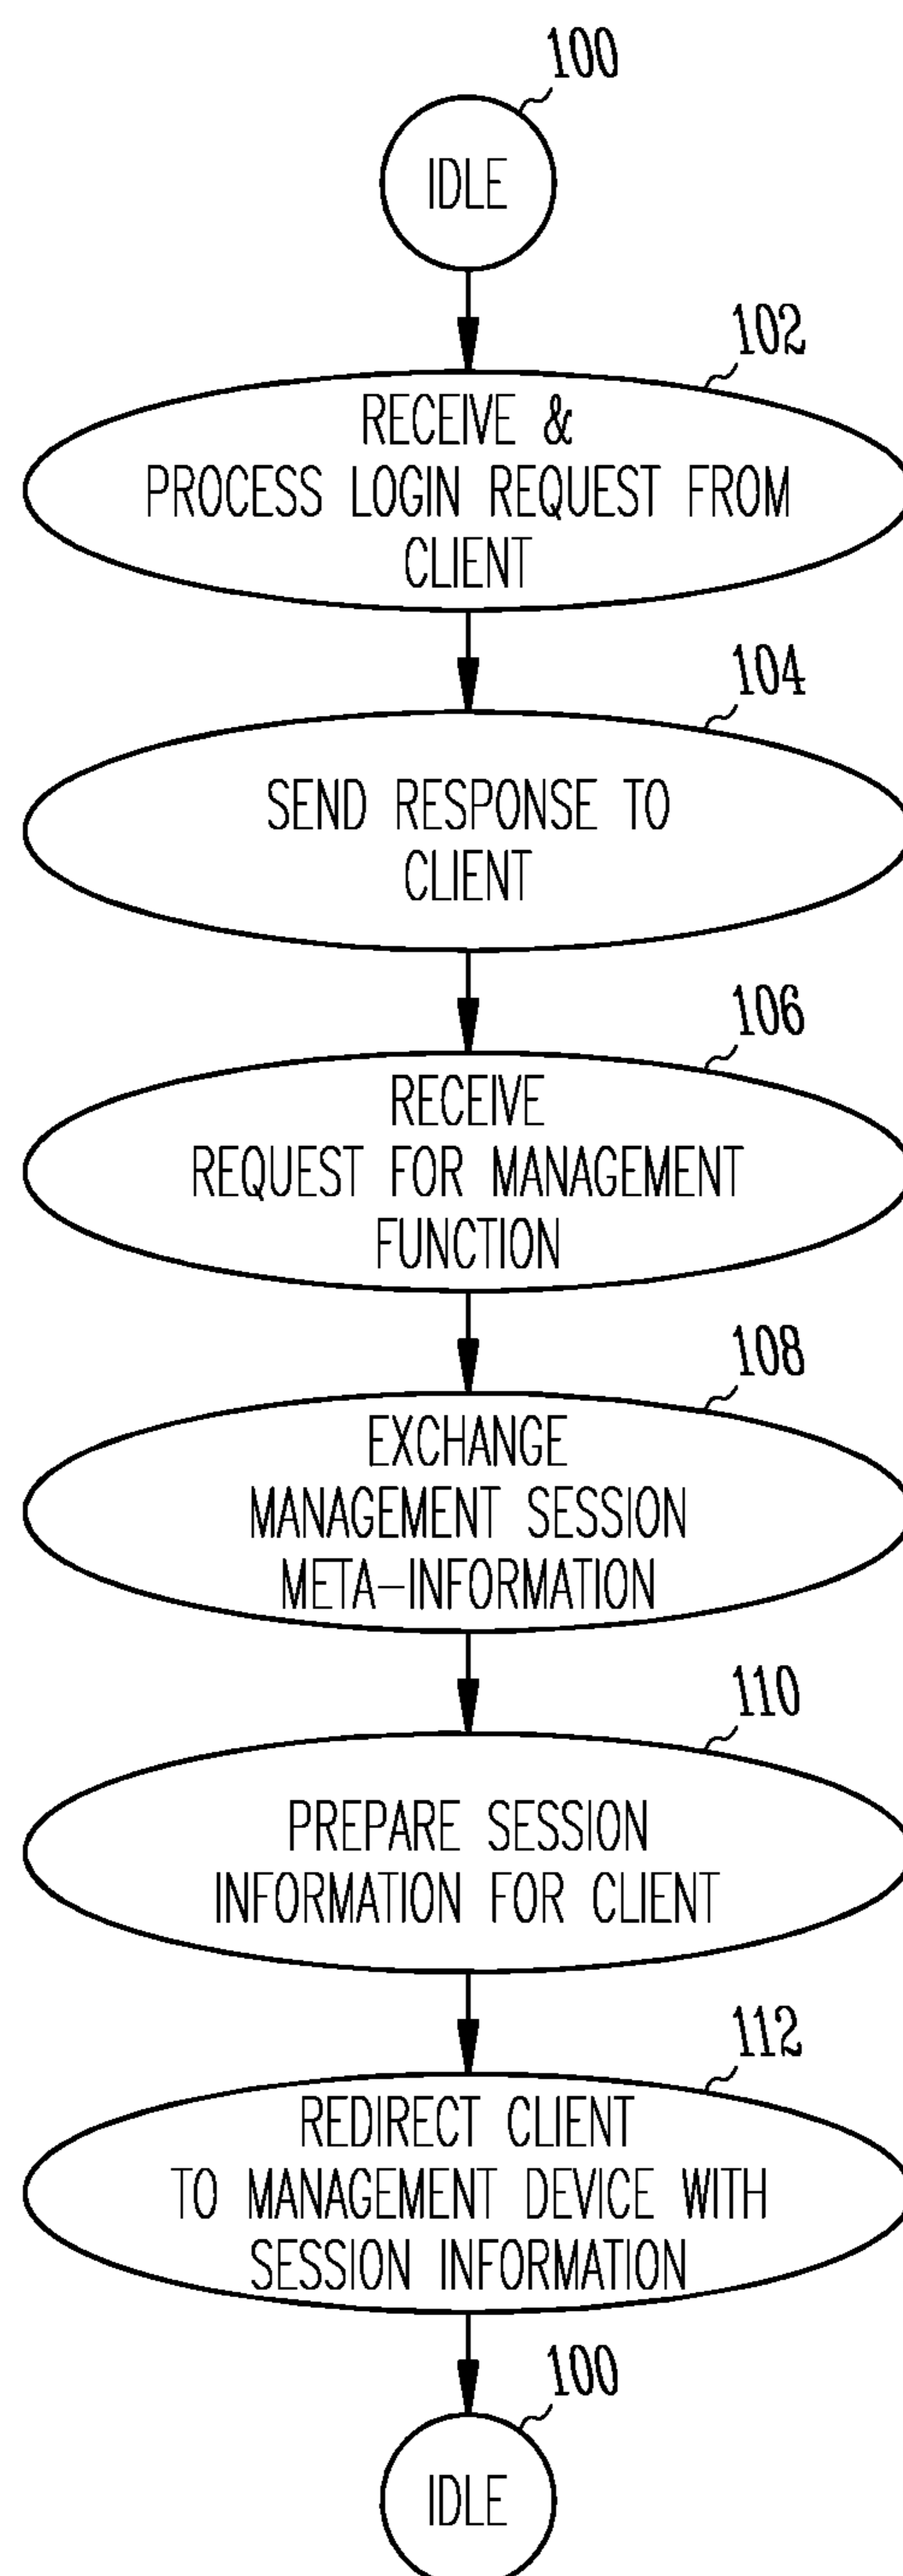 100
IDLE
102
RECEIVE &
PROCESS LOGIN REQUEST FROM
CLIENT
104
SEND RESPONSE TO
CLIENT
106
RECEIVE
REQUEST FOR MANAGEMENT
FUNCTION
108
EXCHANGE
MANAGEMENT SESSION
META-INFORMATION
110
PREPARE SESSION
INFORMATION FOR CLIENT
112
REDIRECT CLIENT
TO MANAGEMENT DEVICE WITH
SESSION INFORMATION
100
IDLE